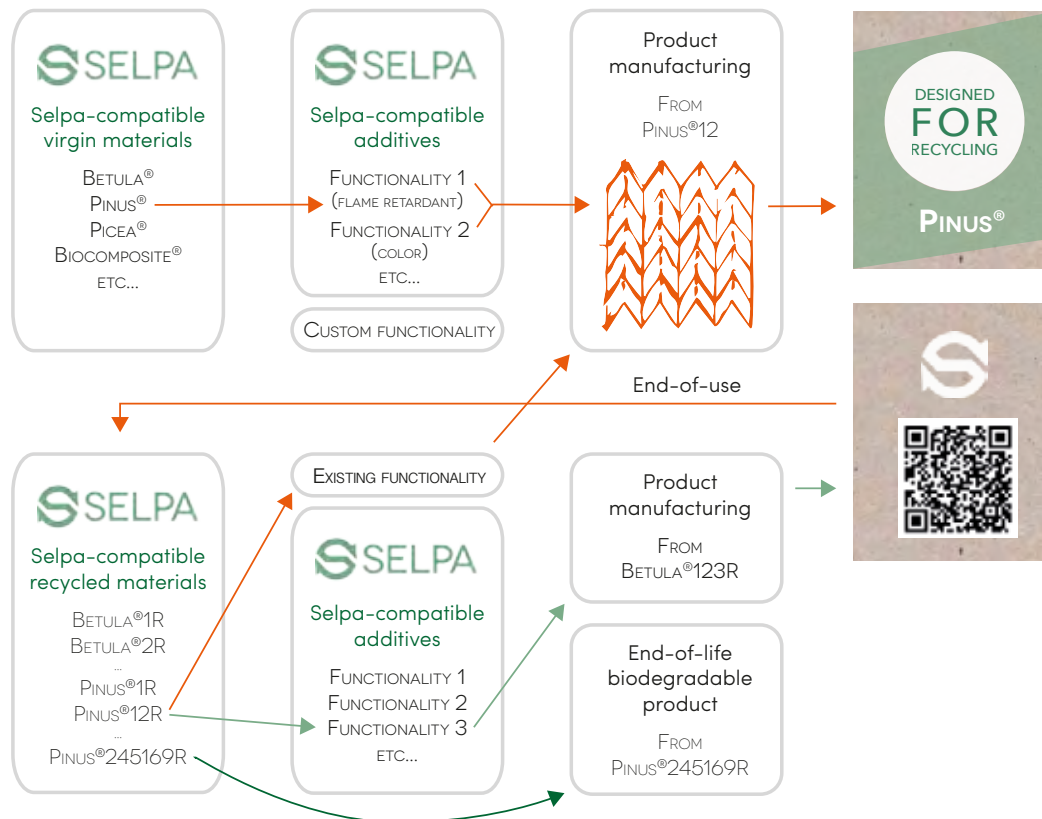 SELPA
Selpa-compatible
virgin materials
BETULA®
PINUS®
PICEA®
BIOCOMPOSITE®
ETC...
SELPA
Selpa-compatible
additives
FUNCTIONALITY 1
(FLAME RETARDANT)
FUNCTIONALITY 2
(COLOR)
ETC...
CUSTOM FUNCTIONALITY
Product
manufacturing
FROM
PINUS®12
DESIGNED
FOR
RECYCLING
PINUS®
End-of-use
SELPA
Selpa-compatible
recycled materials
BETULA®1R
BETULA®2R
...
PINUS®1R
PINUS®12R
...
PINUS®245169R
EXISTING FUNCTIONALITY
SELPA
Selpa-compatible
additives
FUNCTIONALITY 1
FUNCTIONALITY 2
FUNCTIONALITY 3
ETC...
Product
manufacturing
FROM
BETULA®123R
End-of-life
biodegradable
product
FROM
PINUS®245169R
S